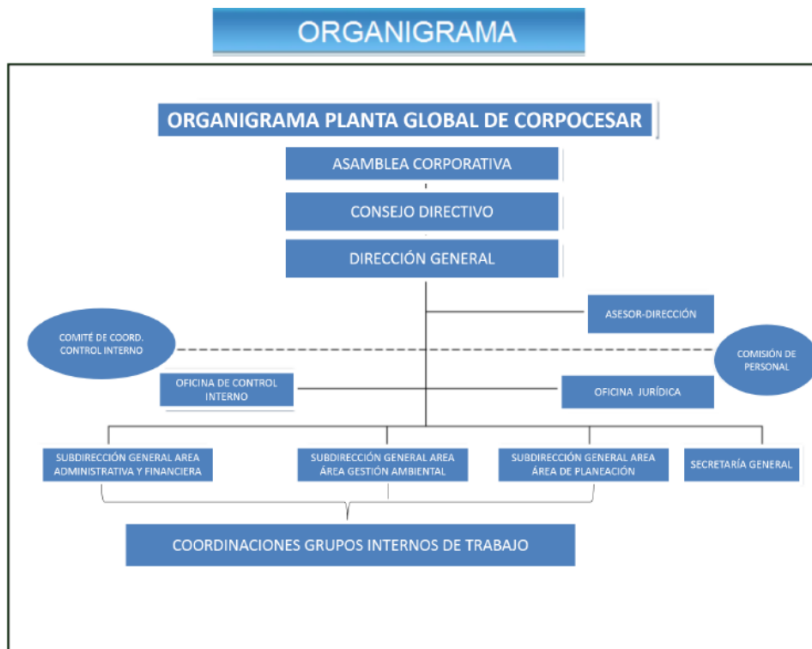 ORGANIGRAMA
ORGANIGRAMA PLANTA GLOBAL DE CORPOCESAR
ASAMBLEA CORPORATIVA
CONSEJO DIRECTIVO
DIRECCIÓN GENERAL
ASESOR-DIRECCIÓN
COMITÉ DE COORD.
CONTROL INTERNO
COMISIÓN DE
PERSONAL
OFICINA DE CONTROL
INTERNO
OFICINA JURÍDICA
SUBDIRECCIÓN GENERAL AREA
ADMINISTRATIVA Y FINANCIERA
SUBDIRECCIÓN GENERAL AREA
ÁREA GESTIÓN AMBIENTAL
SUBDIRECCIÓN GENERAL AREA
ÁREA DE PLANEACIÓN
SECRETARÍA GENERAL
COORDINACIONES GRUPOS INTERNOS DE TRABAJO